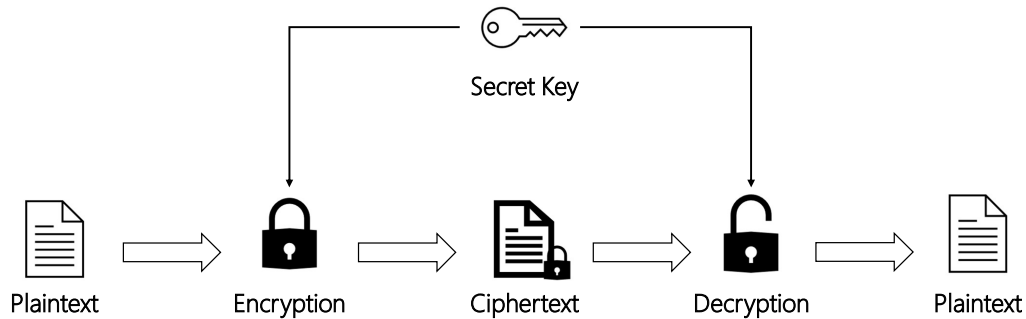 Secret Key
Plaintext
Encryption
Ciphertext
Decryption
Plaintext